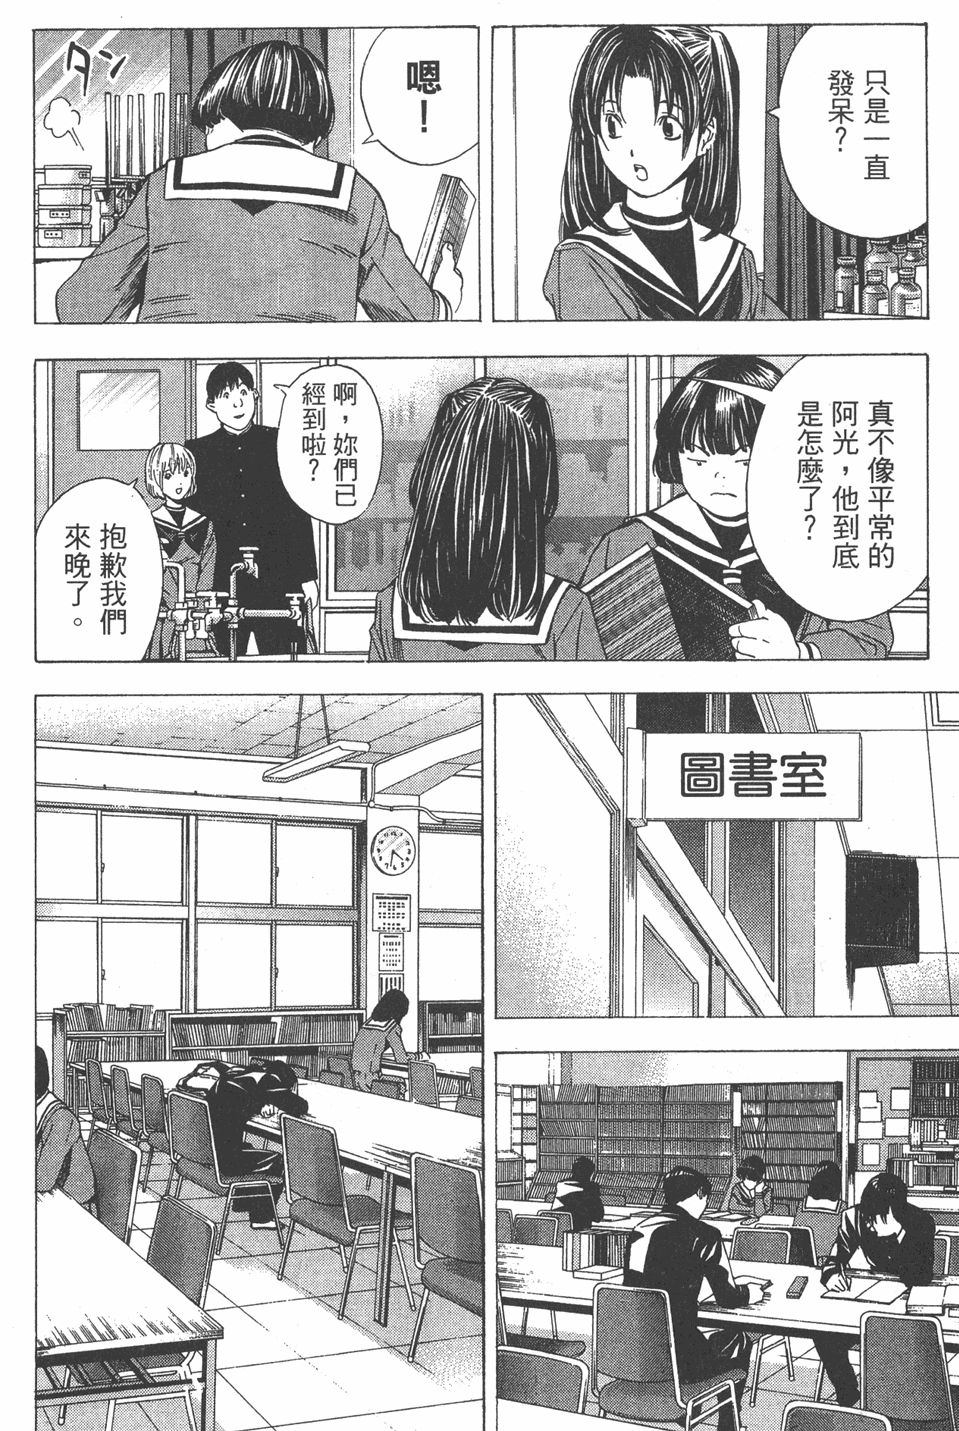 只是一直
發呆？
嗯！
タン
真不像平常的
阿光，他到底
是怎麼了？
啊，妳們已
經到啦？
抱歉我們
來晚了。
圖書室